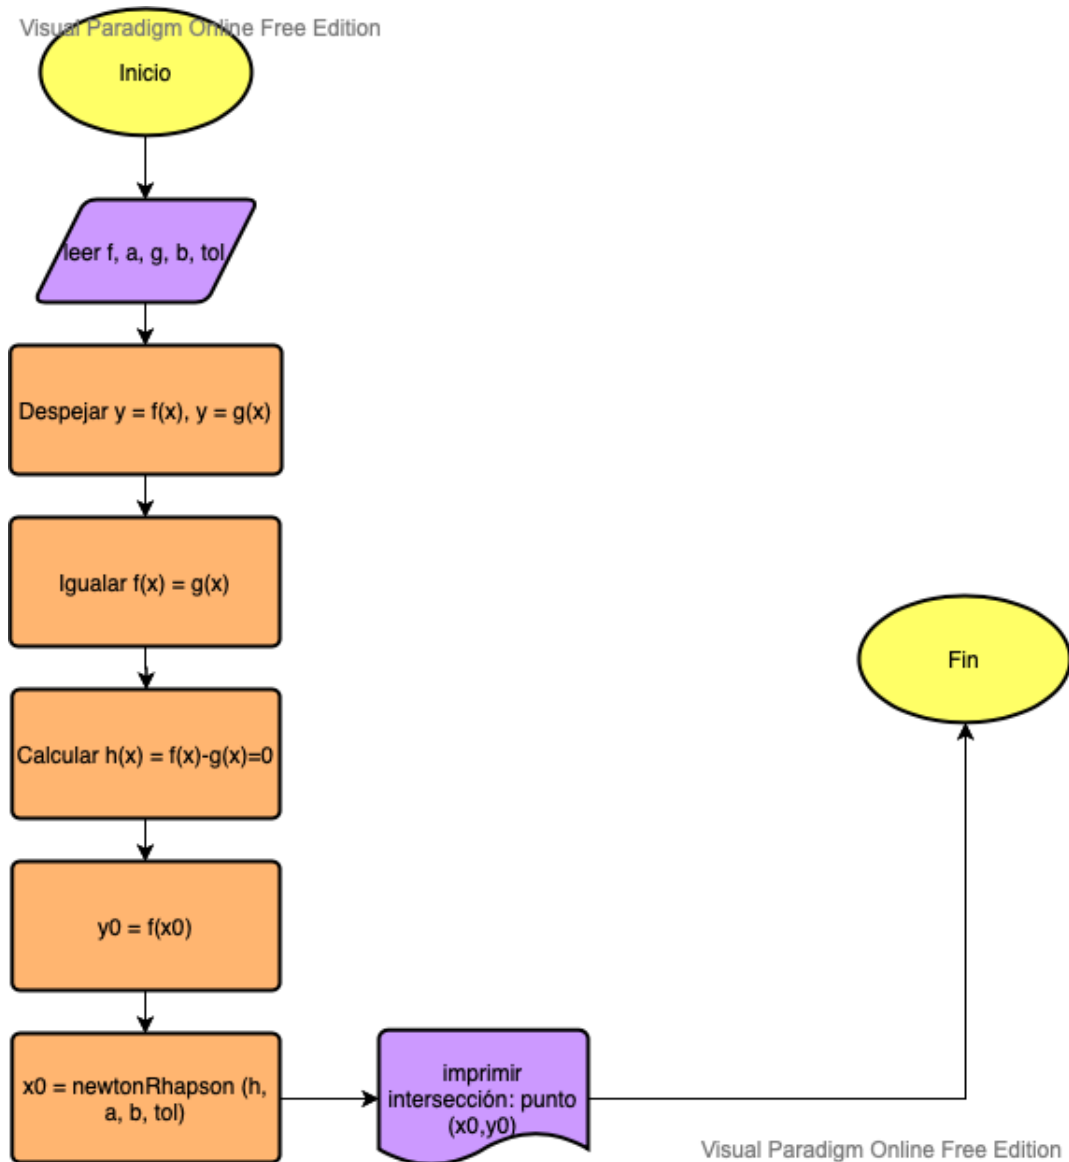 Visual Paradigm Online Free Edition
Inicio
leer f, a, g, b, tol
Despejar y = f(x), y = g(x)
Igualar f(x) = g(x)
Calcular h(x) = f(x)-g(x)=0
y0 = f(x0)
x0 = newtonRhapson (h,
a, b, tol)
imprimir
intersección: punto
(x0,y0)
Fin
Visual Paradigm Online Free Edition